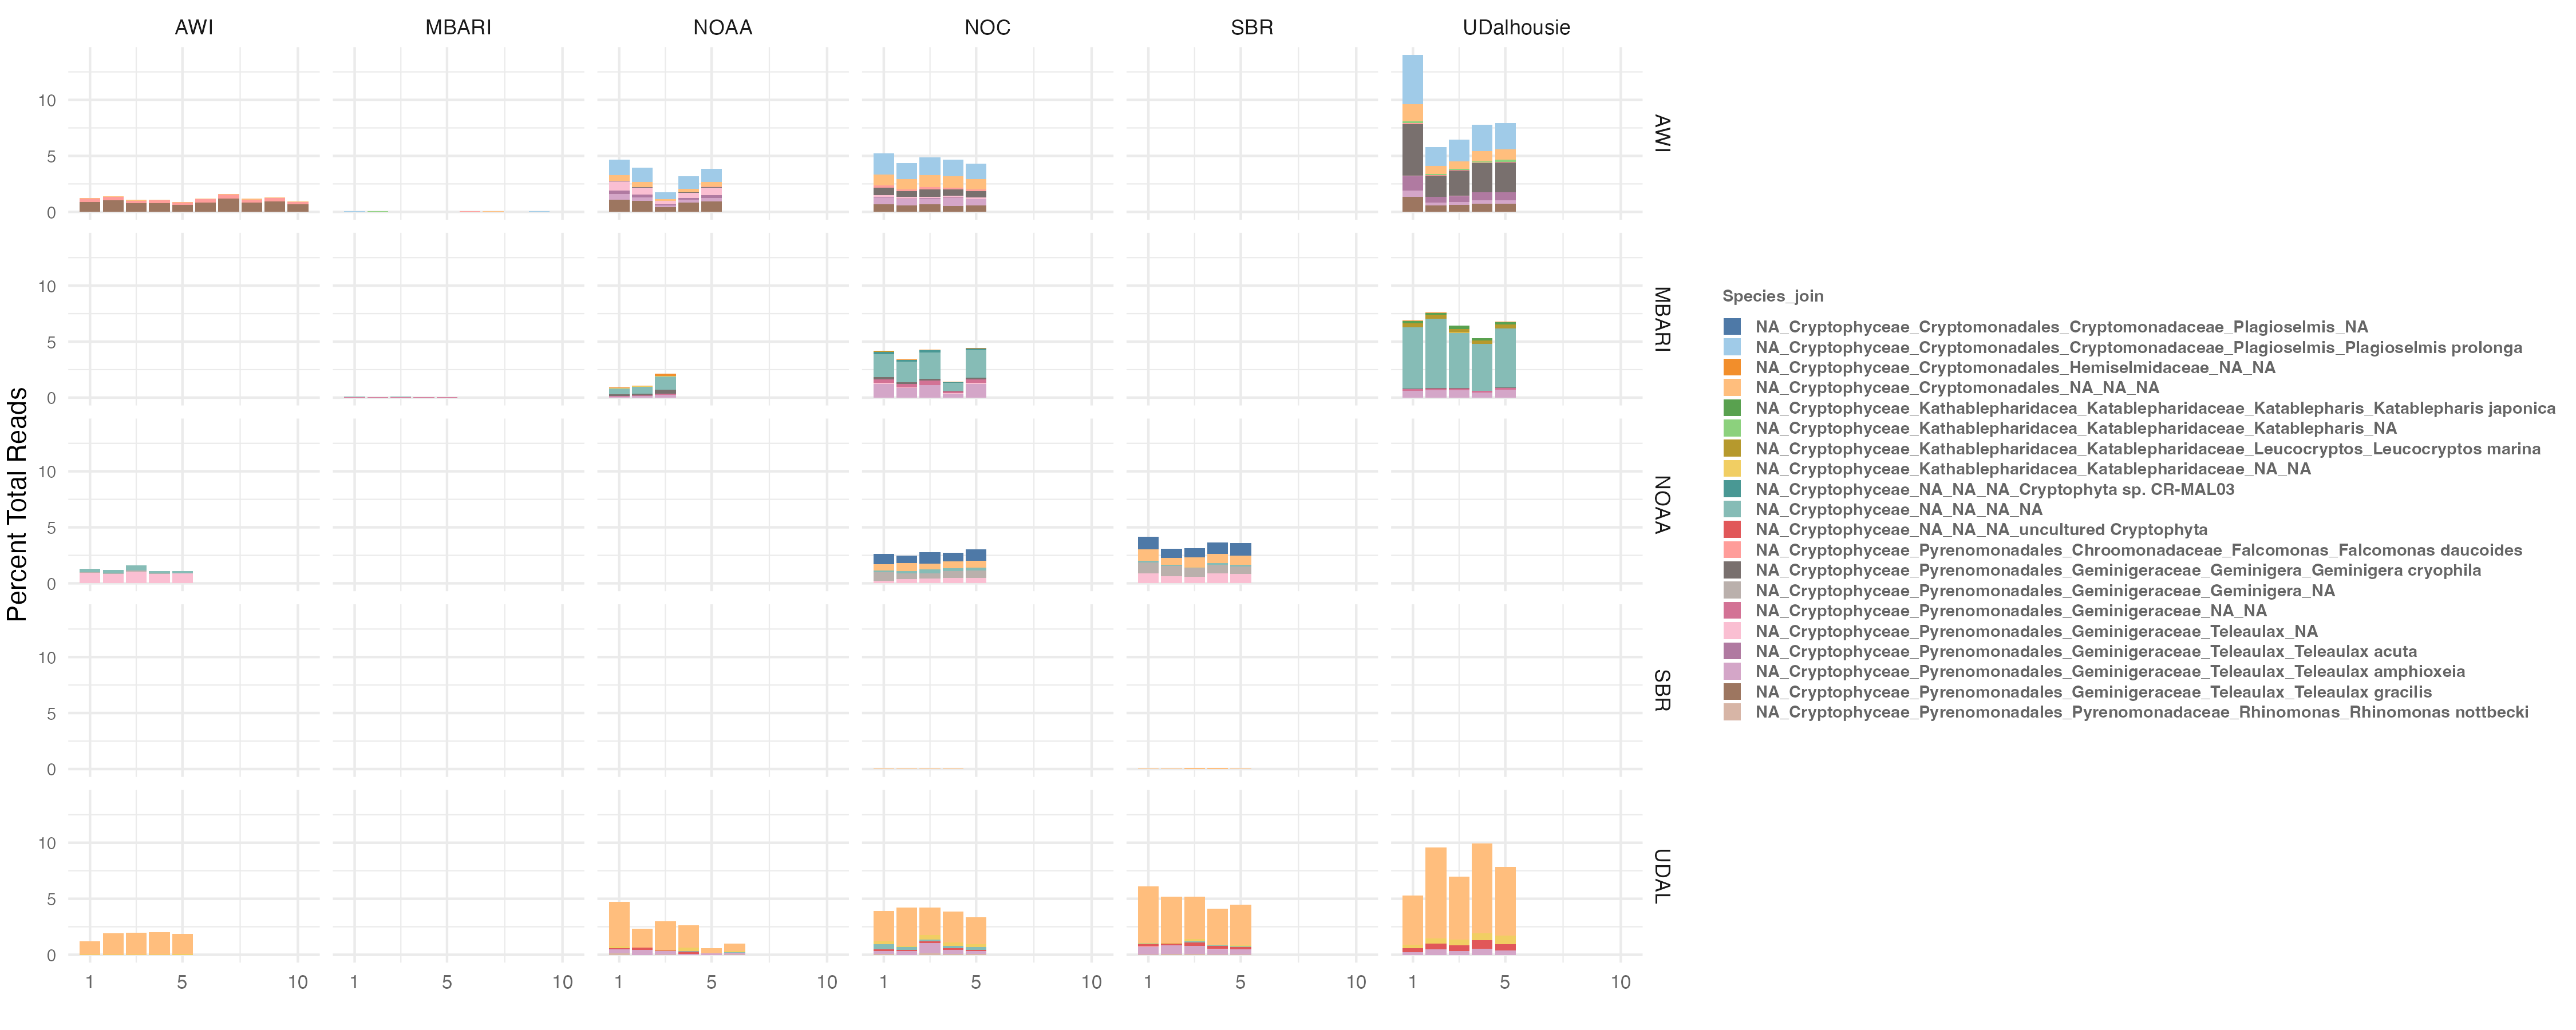 AWI MBARI NOAA NOC SBR UDalhousie
10
5
0
AWI
10
5
0
MBARI
10
5
0
NOAA
10
5
0
SBR
10
5
0
UDAL
1 5 10 1 5 10 1 5 10 1 5 10 1 5 10 1 5 10
Percent Total Reads
Species_join
NA_Cryptophyceae_Cryptomonadales_Cryptomonadaceae_Plagioselmis_NA
NA_Cryptophyceae_Cryptomonadales_Cryptomonadaceae_Plagioselmis_Plagioselmis prolonga
NA_Cryptophyceae_Cryptomonadales_Hemiselmidaceae_NA_NA
NA_Cryptophyceae_Cryptomonadales_NA_NA_NA
NA_Cryptophyceae_Kathablepharidacea_Katablepharidaceae_Katablepharis_Katablepharis japonica
NA_Cryptophyceae_Kathablepharidacea_Katablepharidaceae_Katablepharis_NA
NA_Cryptophyceae_Kathablepharidacea_Katablepharidaceae_Leucocryptos_Leucocryptos marina
NA_Cryptophyceae_Kathablepharidacea_Katablepharidaceae_NA_NA
NA_Cryptophyceae_NA_NA_NA_Cryptophyta sp. CR-MAL03
NA_Cryptophyceae_NA_NA_NA_NA
NA_Cryptophyceae_NA_NA_NA_uncultured Cryptophyta
NA_Cryptophyceae_Pyrenomonadales_Chroomonadaceae_Falcomonas_Falcomonas daucoides
NA_Cryptophyceae_Pyrenomonadales_Geminigeraceae_Geminigera_Geminigera cryophila
NA_Cryptophyceae_Pyrenomonadales_Geminigeraceae_Geminigera_NA
NA_Cryptophyceae_Pyrenomonadales_Geminigeraceae_NA_NA
NA_Cryptophyceae_Pyrenomonadales_Geminigeraceae_Teleaulax_NA
NA_Cryptophyceae_Pyrenomonadales_Geminigeraceae_Teleaulax_Teleaulax acuta
NA_Cryptophyceae_Pyrenomonadales_Geminigeraceae_Teleaulax_Teleaulax amphioxeia
NA_Cryptophyceae_Pyrenomonadales_Geminigeraceae_Teleaulax_Teleaulax gracilis
NA_Cryptophyceae_Pyrenomonadales_Pyrenomonadaceae_Rhinomonas_Rhinomonas nottbecki